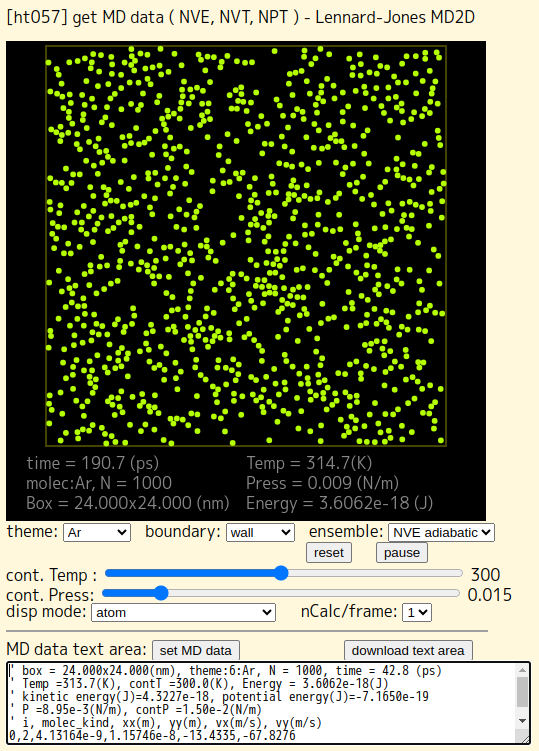 [ht057] get MD data ( NVE, NVT, NPT ) - Lennard-Jones MD2D
time = 190.7 (ps) Temp = 314.7(K)
molec:Ar, N = 1000 Press = 0.009 (N/m)
Box = 24.000x24.000 (nm) Energy = 3.6062e-18 (J)
theme: Ar boundary: wall ensemble: NVE adiabatic
reset pause
cont. Temp : 300
cont. Press: 0.015
disp mode: atom nCalc/frame: 1
MD data text area: set MD data download text area
' box = 24.000x24.000(nm), theme:6:Ar, N = 1000, time = 42.8 (ps)
' Temp =313.7(K), contT =300.0(K), Energy = 3.6062e-18(J)
' kinetic energy(J)=4.3227e-18, potential energy(J)=-7.1650e-19
' P =8.95e-3(N/m), contP =1.50e-2(N/m)
' i, molec_kind, xx(m), yy(m), vx(m/s), vy(m/s)
0,2,4.13164e-9,1.15746e-8,-13.4335,-67.8276